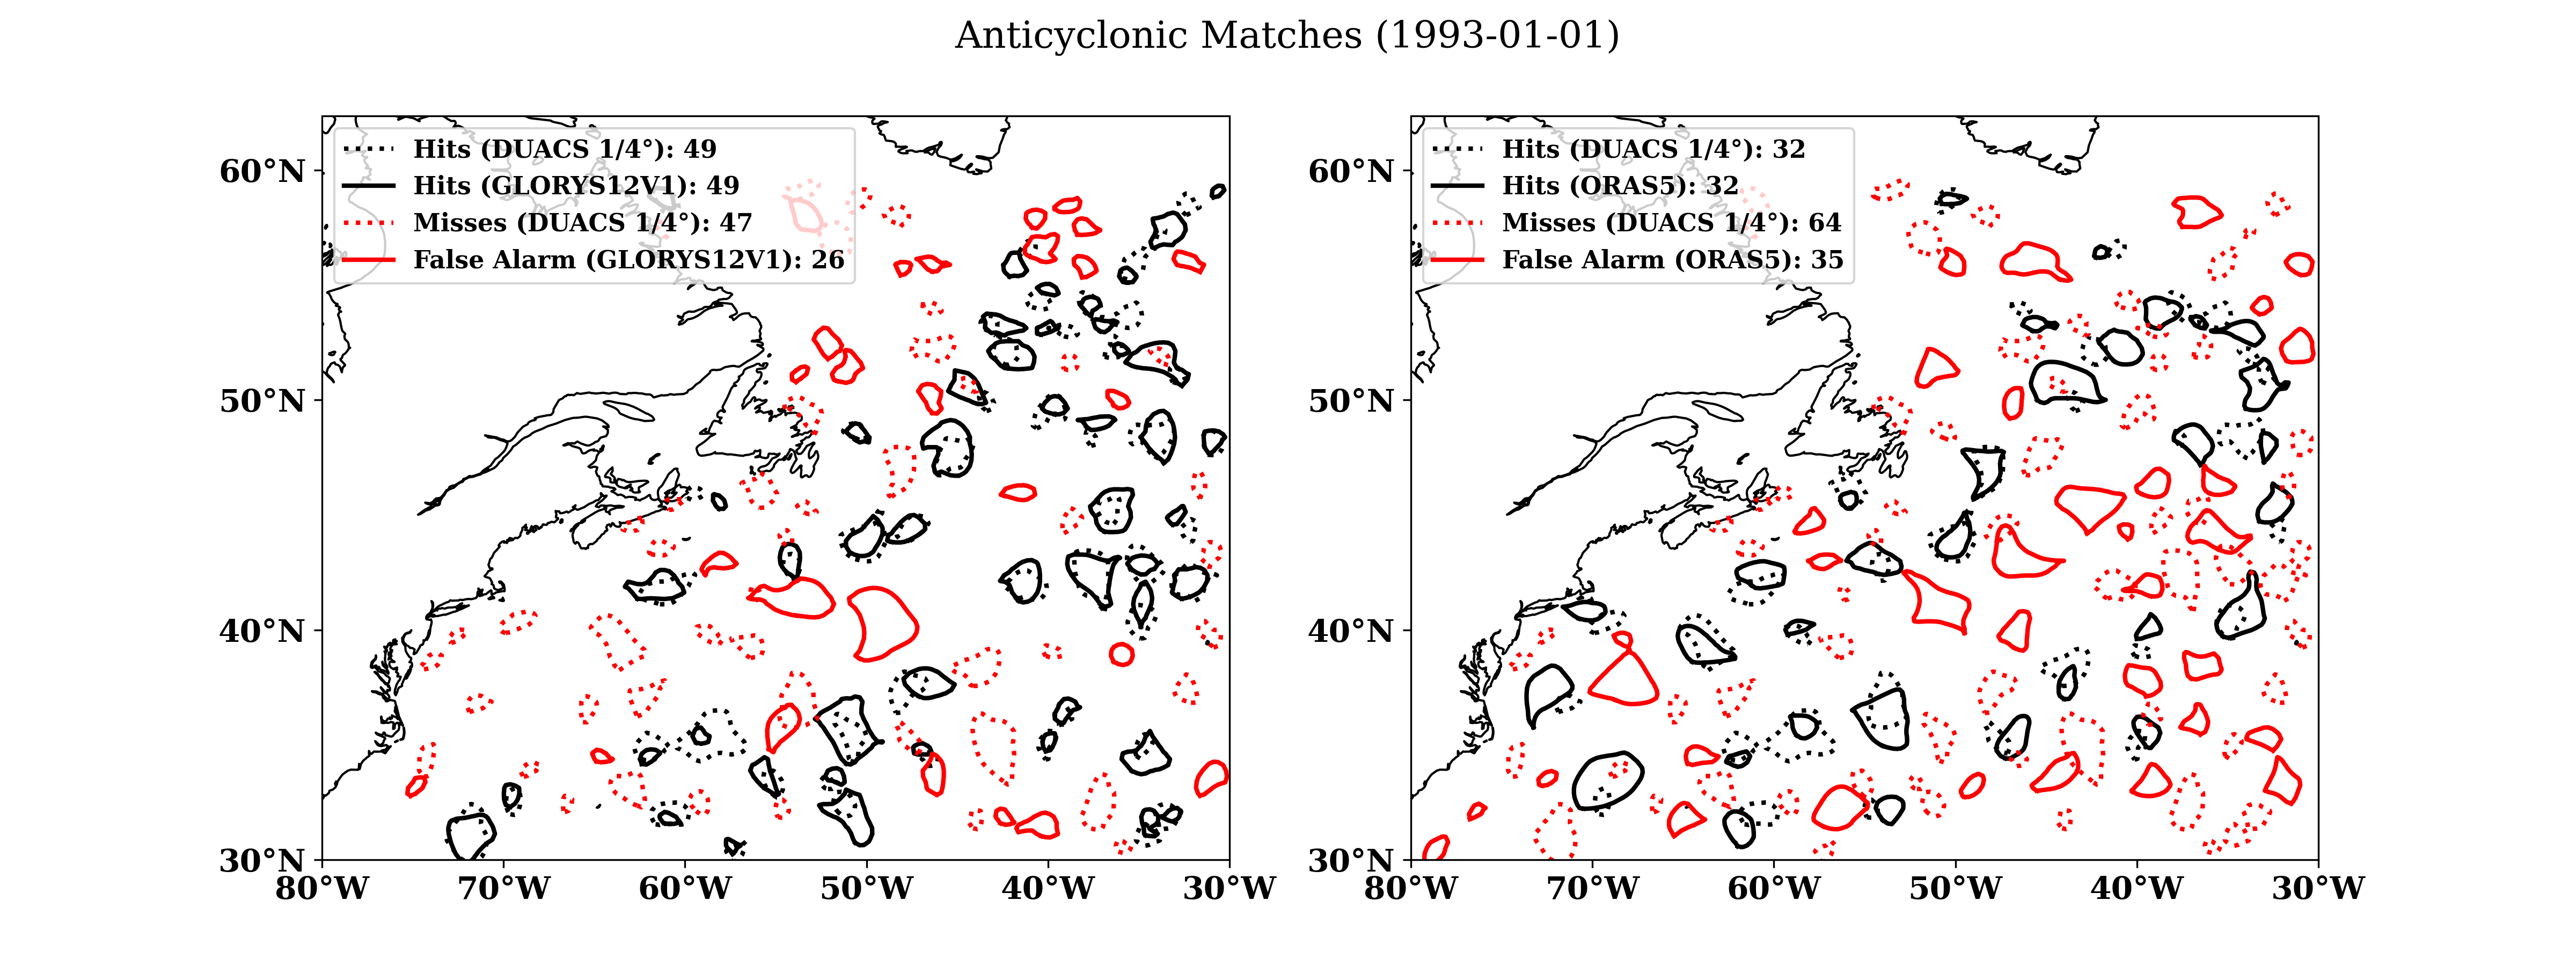 Anticyclonic Matches (1993-01-01)
Hits (DUACS 1/4°): 49
Hits (GLORYS12V1): 49
Misses (DUACS 1/4°): 47
False Alarm (GLORYS12V1): 26
60°N
50°N
40°N
30°N
80°W 70°W 60°W 50°W 40°W 30°W
Hits (DUACS 1/4°): 32
Hits (ORAS5): 32
Misses (DUACS 1/4°): 64
False Alarm (ORAS5): 35
60°N
50°N
40°N
30°N
80°W 70°W 60°W 50°W 40°W 30°W